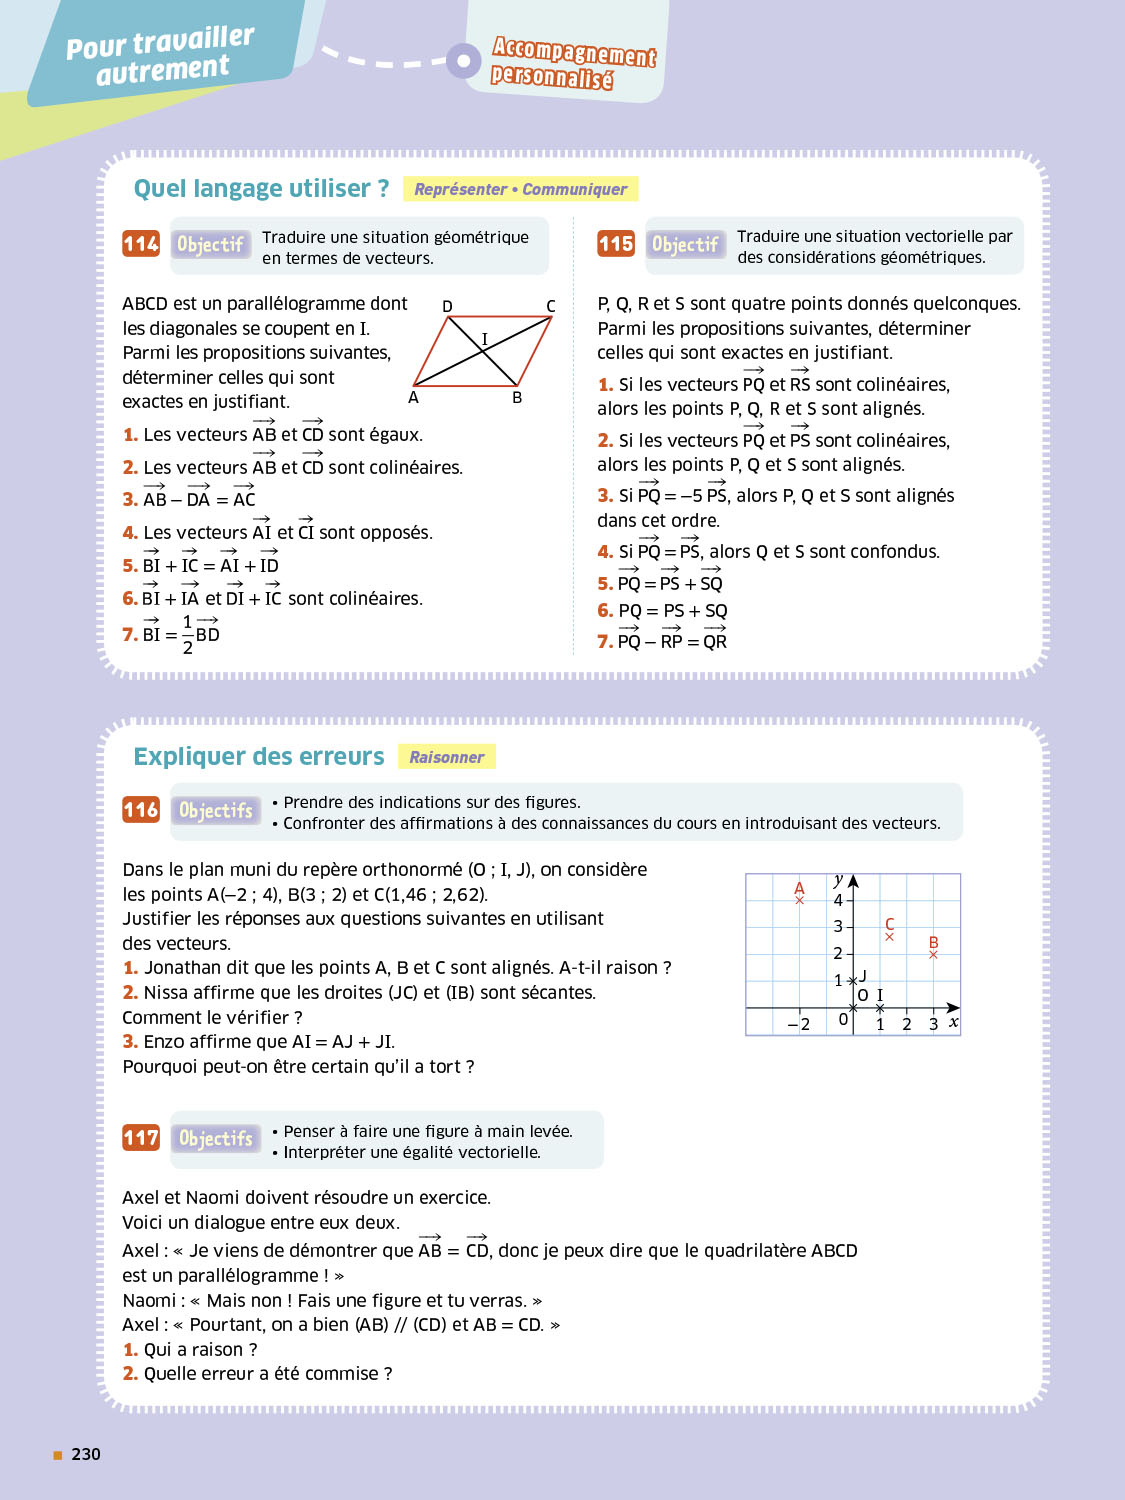 Pour travailler
autrement
Accompagnement
personnalisé
Quel langage utiliser ? Représenter • Communiquer
114 Objectif Traduire une situation géométrique
en termes de vecteurs.
ABCD est un parallélogramme dont
les diagonales se coupent en I.
Parmi les propositions suivantes,
déterminer celles qui sont
exactes en justifiant.
D C
I
A B
1. Les vecteurs $\overrightarrow{AB}$ et $\overrightarrow{CD}$ sont égaux.
2. Les vecteurs $\overrightarrow{AB}$ et $\overrightarrow{CD}$ sont colinéaires.
3. $\overrightarrow{AB} - \overrightarrow{DA} = \overrightarrow{AC}$
4. Les vecteurs $\overrightarrow{AI}$ et $\overrightarrow{CI}$ sont opposés.
5. $\overrightarrow{BI} + \overrightarrow{IC} = \overrightarrow{AI} + \overrightarrow{ID}$
6. $\overrightarrow{BI} + \overrightarrow{IA}$ et $\overrightarrow{DI} + \overrightarrow{IC}$ sont colinéaires.
7. $\overrightarrow{BI} = \frac{1}{2}\overrightarrow{BD}$
115 Objectif Traduire une situation vectorielle par
des considérations géométriques.
P, Q, R et S sont quatre points donnés quelconques.
Parmi les propositions suivantes, déterminer
celles qui sont exactes en justifiant.
1. Si les vecteurs $\overrightarrow{PQ}$ et $\overrightarrow{RS}$ sont colinéaires,
alors les points P, Q, R et S sont alignés.
2. Si les vecteurs $\overrightarrow{PQ}$ et $\overrightarrow{PS}$ sont colinéaires,
alors les points P, Q et S sont alignés.
3. Si $\overrightarrow{PQ} = -5\,\overrightarrow{PS}$, alors P, Q et S sont alignés
dans cet ordre.
4. Si $\overrightarrow{PQ} = \overrightarrow{PS}$, alors Q et S sont confondus.
5. $\overrightarrow{PQ} = \overrightarrow{PS} + \overrightarrow{SQ}$
6. PQ = PS + SQ
7. $\overrightarrow{PQ} - \overrightarrow{RP} = \overrightarrow{QR}$
Expliquer des erreurs Raisonner
116 Objectifs • Prendre des indications sur des figures.
• Confronter des affirmations à des connaissances du cours en introduisant des vecteurs.
Dans le plan muni du repère orthonormé (O ; I, J), on considère
les points A(−2 ; 4), B(3 ; 2) et C(1,46 ; 2,62).
Justifier les réponses aux questions suivantes en utilisant
des vecteurs.
1. Jonathan dit que les points A, B et C sont alignés. A-t-il raison ?
2. Nissa affirme que les droites (JC) et (IB) sont sécantes.
Comment le vérifier ?
3. Enzo affirme que AI = AJ + JI.
Pourquoi peut-on être certain qu'il a tort ?
A y
4
3 C
2 B
1 J
O I
−2 0 1 2 3 x
117 Objectifs • Penser à faire une figure à main levée.
• Interpréter une égalité vectorielle.
Axel et Naomi doivent résoudre un exercice.
Voici un dialogue entre eux deux.
Axel : « Je viens de démontrer que $\overrightarrow{AB} = \overrightarrow{CD}$, donc je peux dire que le quadrilatère ABCD
est un parallélogramme ! »
Naomi : « Mais non ! Fais une figure et tu verras. »
Axel : « Pourtant, on a bien (AB) // (CD) et AB = CD. »
1. Qui a raison ?
2. Quelle erreur a été commise ?
230